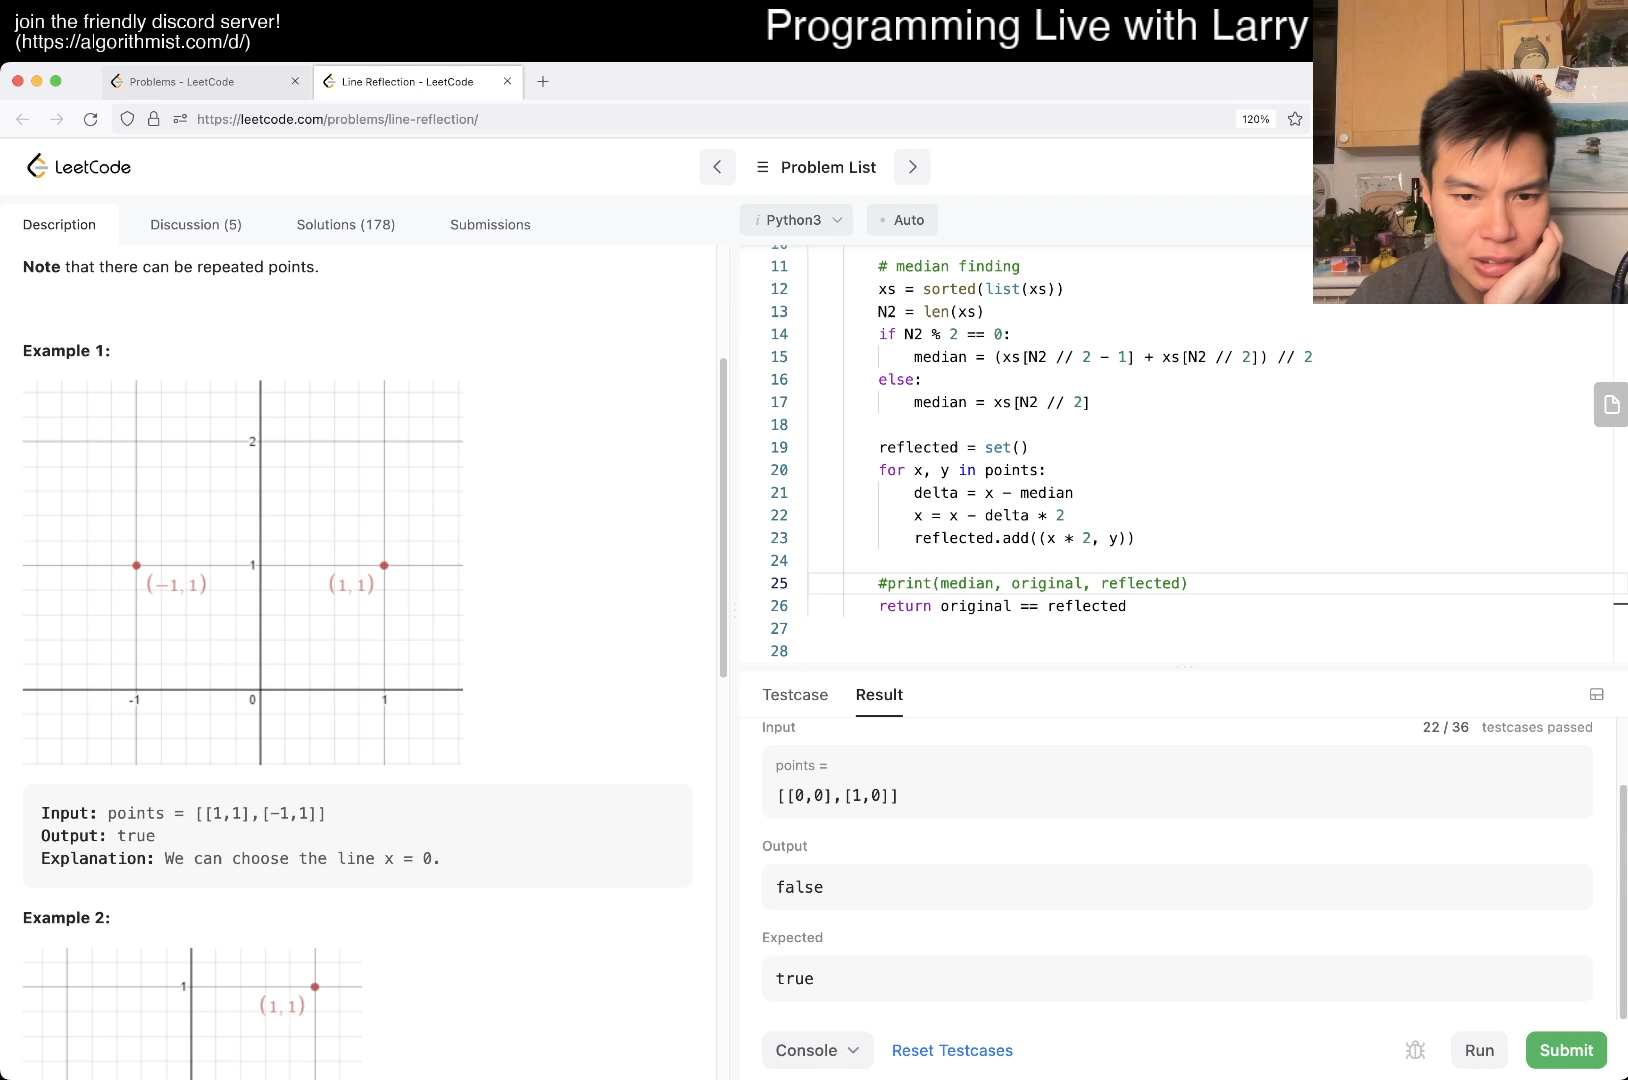 join the friendly discord server!
(https://algorithmist.com/d/)
Programming Live with Larry
Problems - LeetCode
Line Reflection - LeetCode
https://leetcode.com/problems/line-reflection/
120%
LeetCode
Problem List
Description
Discussion (5)
Solutions (178)
Submissions
i Python3
Auto
Note that there can be repeated points.
Example 1:
2
1
(−1, 1)
(1, 1)
-1
0
1
Input: points = [[1,1],[-1,1]]
Output: true
Explanation: We can choose the line x = 0.
Example 2:
1
(1, 1)
10
11 # median finding
12 xs = sorted(list(xs))
13 N2 = len(xs)
14 if N2 % 2 == 0:
15 median = (xs[N2 // 2 - 1] + xs[N2 // 2]) // 2
16 else:
17 median = xs[N2 // 2]
18
19 reflected = set()
20 for x, y in points:
21 delta = x - median
22 x = x - delta * 2
23 reflected.add((x * 2, y))
24
25 #print(median, original, reflected)
26 return original == reflected
27
28
Testcase
Result
Input
22 / 36 testcases passed
points =
[[0,0],[1,0]]
Output
false
Expected
true
Console
Reset Testcases
Run
Submit